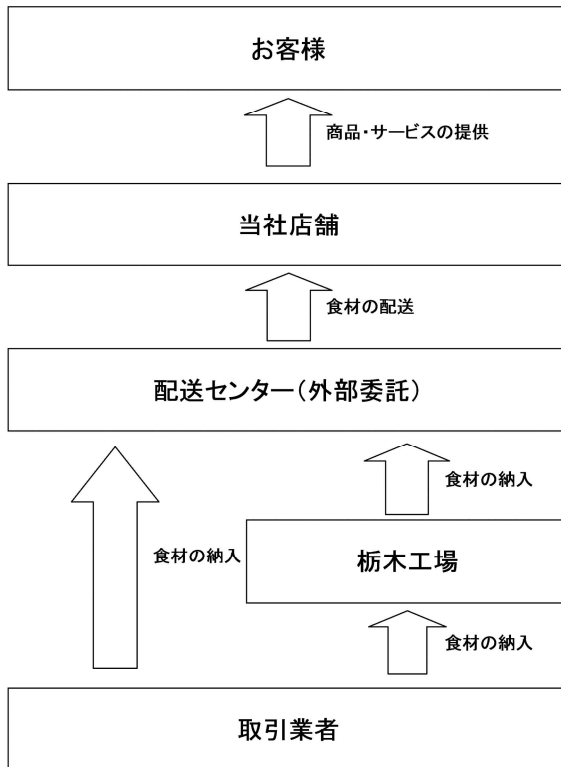 お客様
商品・サービスの提供
当社店舗
食材の配送
配送センター（外部委託）
食材の納入
食材の納入
栃木工場
食材の納入
取引業者